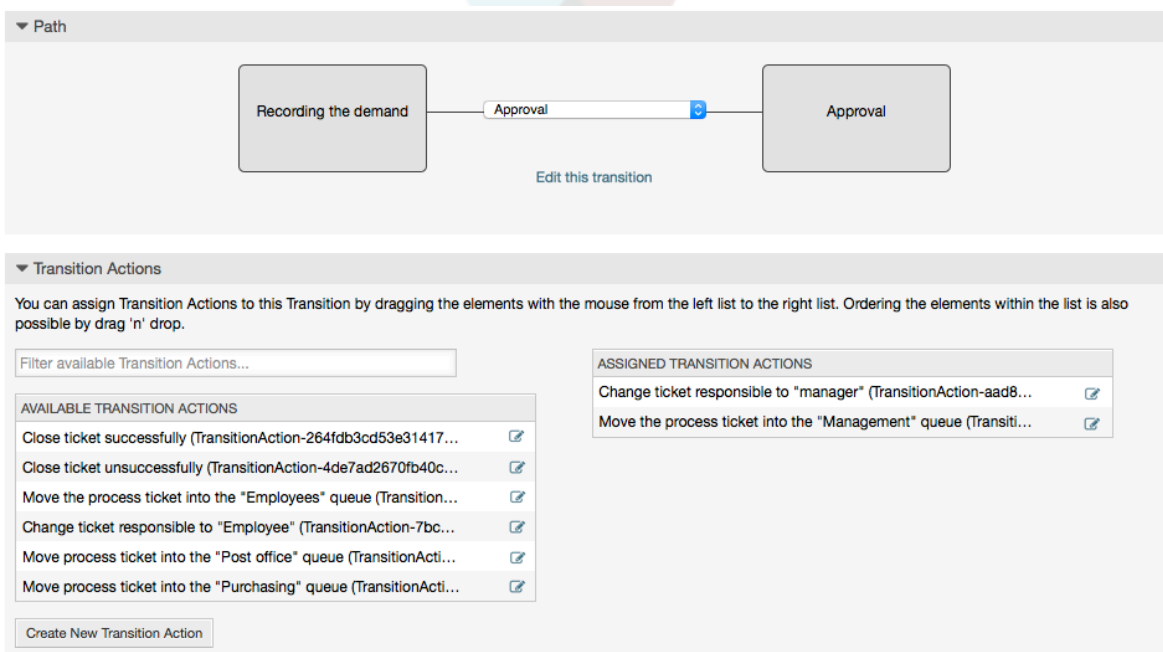 Path
Recording the demand
Approval
Approval
Edit this transition
Transition Actions
You can assign Transition Actions to this Transition by dragging the elements with the mouse from the left list to the right list. Ordering the elements within the list is also
possible by drag 'n' drop.
Filter available Transition Actions...
AVAILABLE TRANSITION ACTIONS
Close ticket successfully (TransitionAction-264fdb3cd53e31417...
Close ticket unsuccessfully (TransitionAction-4de7ad2670fb40c...
Move the process ticket into the "Employees" queue (Transition...
Change ticket responsible to "Employee" (TransitionAction-7bc...
Move process ticket into the "Post office" queue (TransitionActi...
Move process ticket into the "Purchasing" queue (TransitionActi...
Create New Transition Action
ASSIGNED TRANSITION ACTIONS
Change ticket responsible to "manager" (TransitionAction-aad8...
Move the process ticket into the "Management" queue (Transiti...